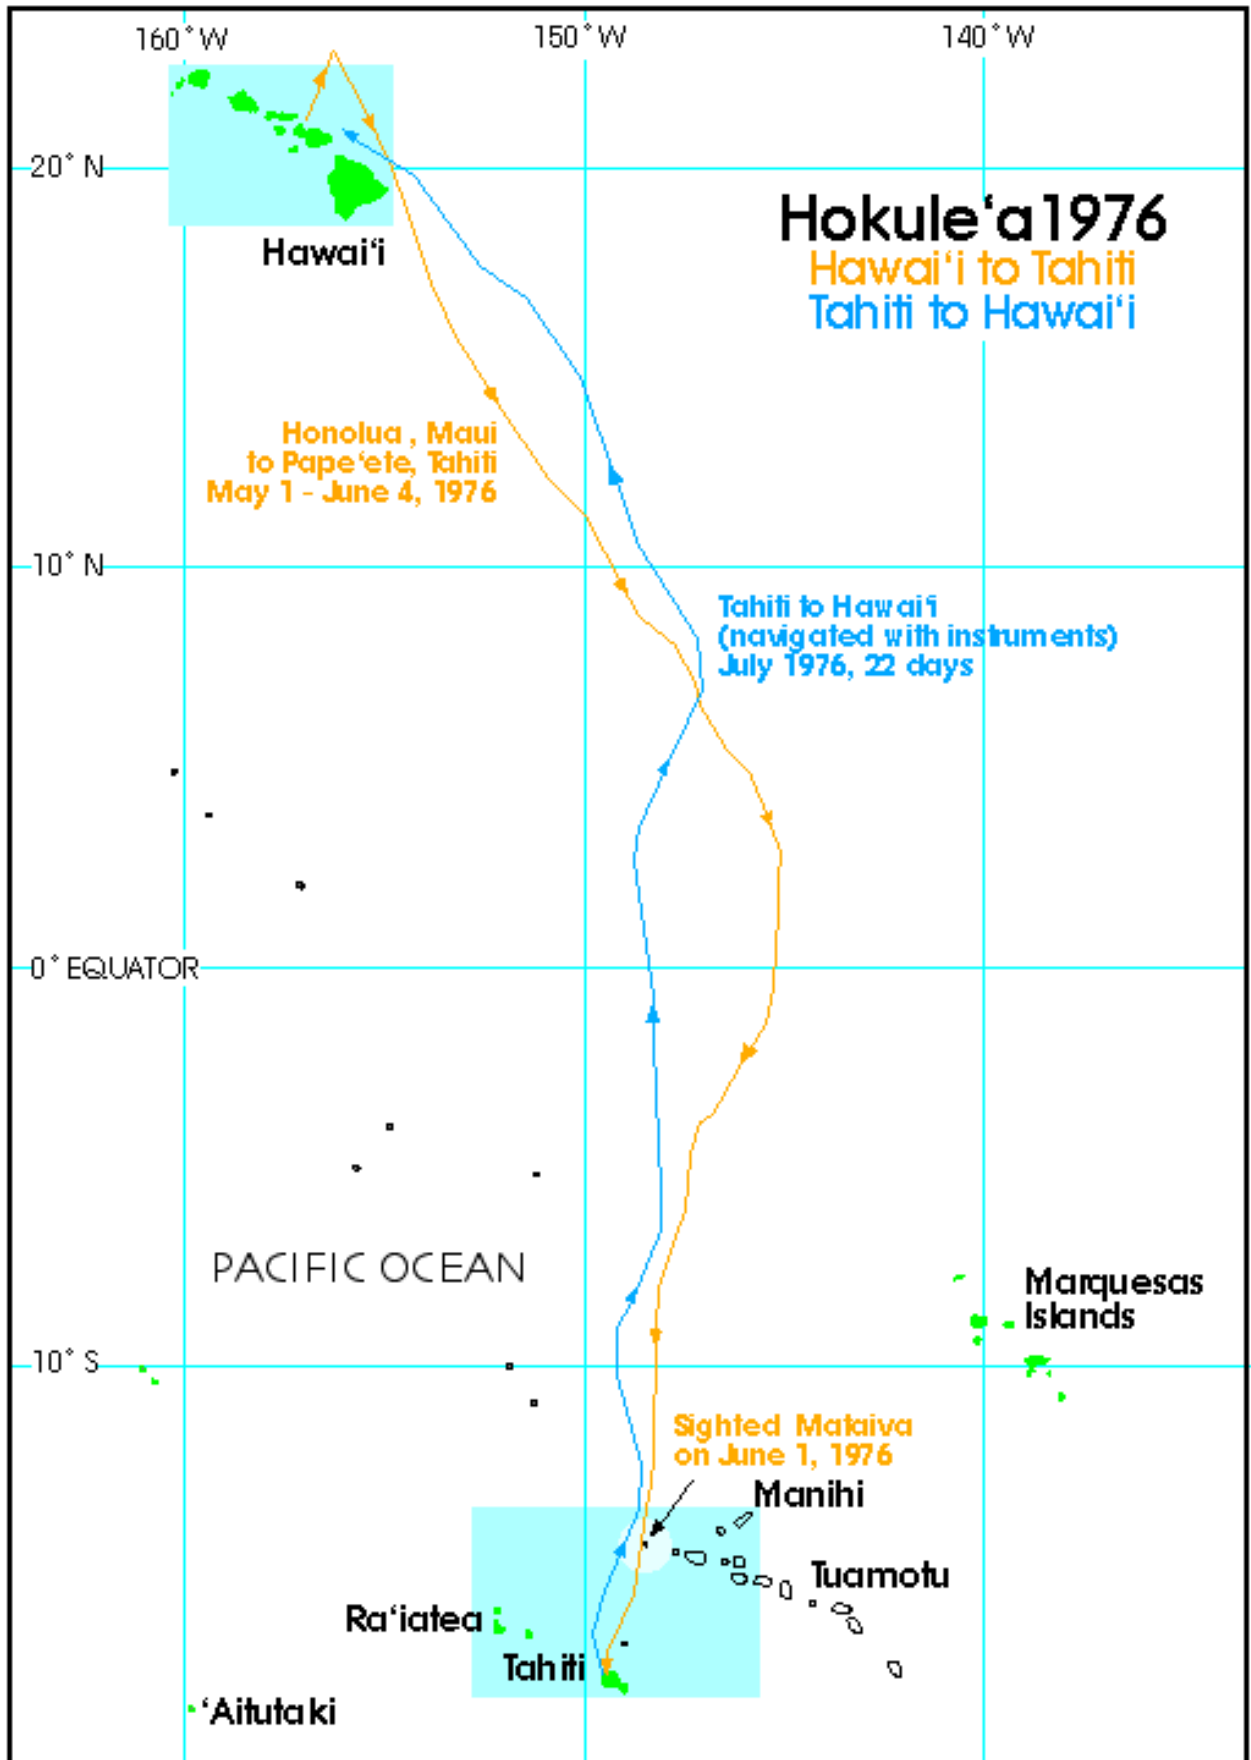 160°W
150°W
140°W
20° N
Hokule‘a1976
Hawai‘i to Tahiti
Tahiti to Hawai‘i
Hawai‘i
Honolua, Maui
to Pape‘ete, Tahiti
May 1 - June 4, 1976
10° N
Tahiti to Hawai‘i
(navigated with instruments)
July 1976, 22 days
0° EQUATOR
PACIFIC OCEAN
Marquesas
Islands
10° S
Sighted Mataiva
on June 1, 1976
Manihi
Tuamotu
Ra‘iatea
Tahiti
‘Aitutaki